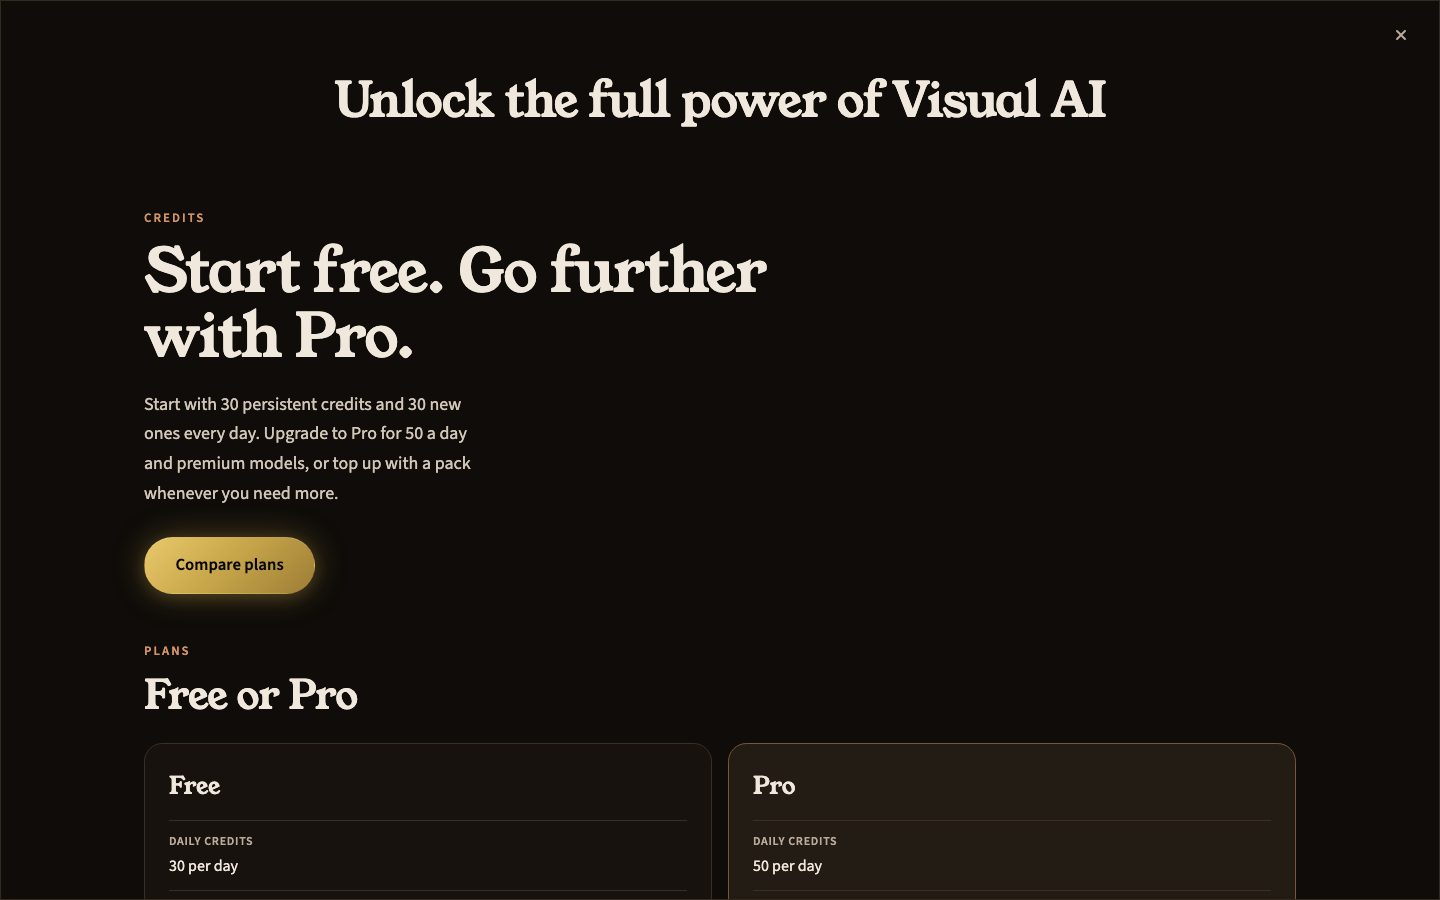 Unlock the full power of Visual AI
CREDITS
Start free. Go further
with Pro.
Start with 30 persistent credits and 30 new
ones every day. Upgrade to Pro for 50 a day
and premium models, or top up with a pack
whenever you need more.
Compare plans
PLANS
Free or Pro
Free
DAILY CREDITS
30 per day
Pro
DAILY CREDITS
50 per day